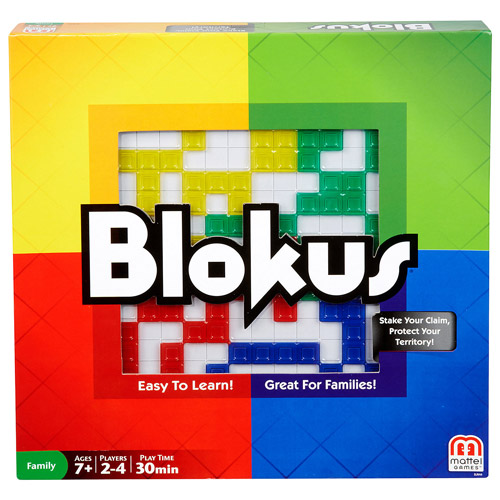 Blokus
Blokus
Stake Your Claim,
Protect Your
Territory!
Easy To Learn!
Great For Families!
Family
AGES
7+
PLAYERS
2-4
PLAY TIME
30min
mattel
Games